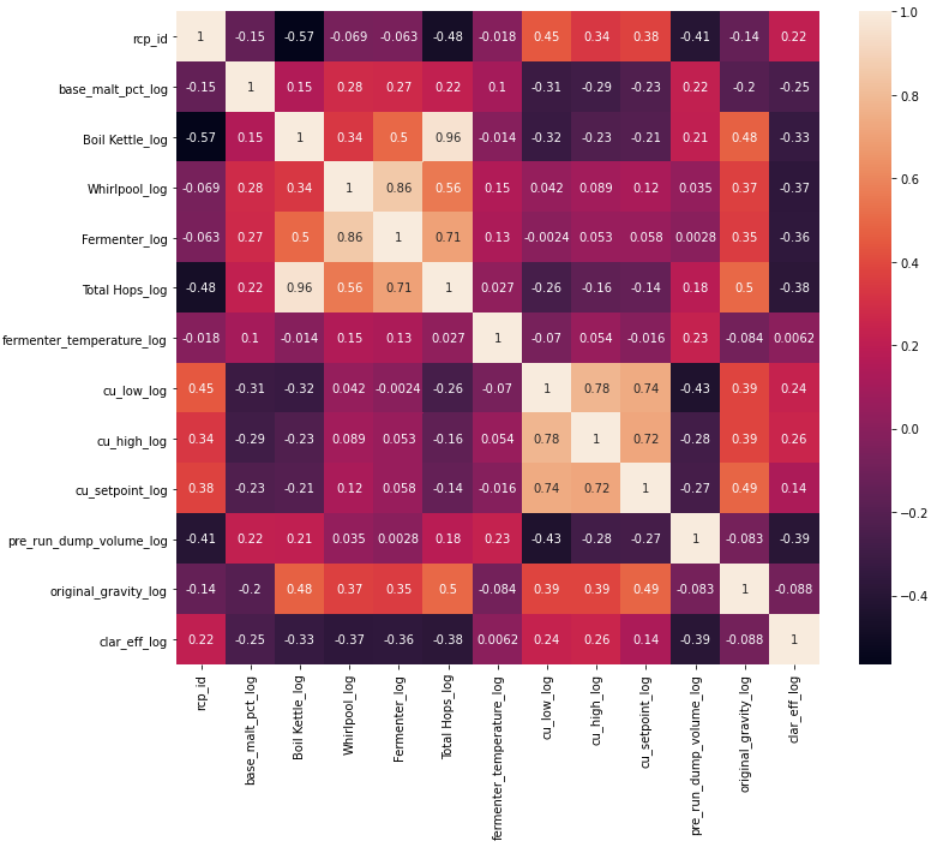 rcp_id 1 -0.15 -0.57 -0.069 -0.063 -0.48 -0.018 0.45 0.34 0.38 -0.41 -0.14 0.22
base_malt_pct_log -0.15 1 0.15 0.28 0.27 0.22 0.1 -0.31 -0.29 -0.23 0.22 -0.2 -0.25
Boil Kettle_log -0.57 0.15 1 0.34 0.5 0.96 -0.014 -0.32 -0.23 -0.21 0.21 0.48 -0.33
Whirlpool_log -0.069 0.28 0.34 1 0.86 0.56 0.15 0.042 0.089 0.12 0.035 0.37 -0.37
Fermenter_log -0.063 0.27 0.5 0.86 1 0.71 0.13 -0.0024 0.053 0.058 0.0028 0.35 -0.36
Total Hops_log -0.48 0.22 0.96 0.56 0.71 1 0.027 -0.26 -0.16 -0.14 0.18 0.5 -0.38
fermenter_temperature_log -0.018 0.1 -0.014 0.15 0.13 0.027 1 -0.07 0.054 -0.016 0.23 -0.084 0.0062
cu_low_log 0.45 -0.31 -0.32 0.042 -0.0024 -0.26 -0.07 1 0.78 0.74 -0.43 0.39 0.24
cu_high_log 0.34 -0.29 -0.23 0.089 0.053 -0.16 0.054 0.78 1 0.72 -0.28 0.39 0.26
cu_setpoint_log 0.38 -0.23 -0.21 0.12 0.058 -0.14 -0.016 0.74 0.72 1 -0.27 0.49 0.14
pre_run_dump_volume_log -0.41 0.22 0.21 0.035 0.0028 0.18 0.23 -0.43 -0.28 -0.27 1 -0.083 -0.39
original_gravity_log -0.14 -0.2 0.48 0.37 0.35 0.5 -0.084 0.39 0.39 0.49 -0.083 1 -0.088
clar_eff_log 0.22 -0.25 -0.33 -0.37 -0.36 -0.38 0.0062 0.24 0.26 0.14 -0.39 -0.088 1
rcp_id
base_malt_pct_log
Boil Kettle_log
Whirlpool_log
Fermenter_log
Total Hops_log
fermenter_temperature_log
cu_low_log
cu_high_log
cu_setpoint_log
pre_run_dump_volume_log
original_gravity_log
clar_eff_log
1.0
0.8
0.6
0.4
0.2
0.0
−0.2
−0.4